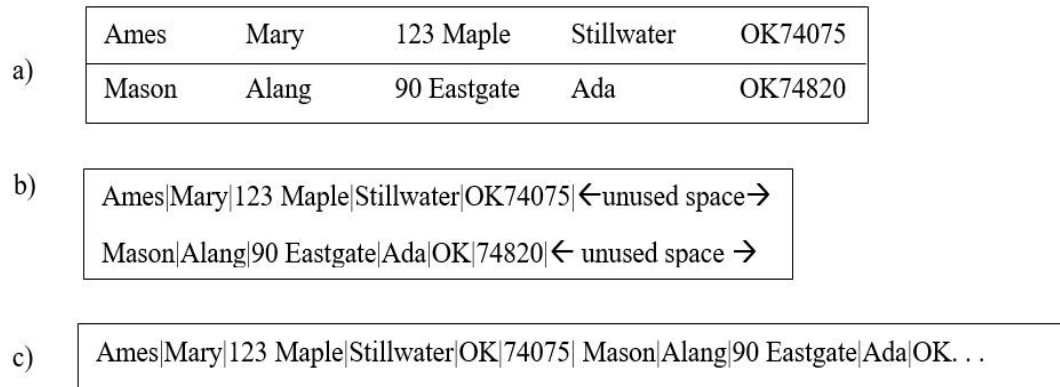 a)
Ames Mary 123 Maple Stillwater OK74075
Mason Alang 90 Eastgate Ada OK74820
b)
Ames|Mary|123 Maple|Stillwater|OK74075|←unused space→
Mason|Alang|90 Eastgate|Ada|OK|74820|← unused space →
c)
Ames|Mary|123 Maple|Stillwater|OK|74075| Mason|Alang|90 Eastgate|Ada|OK. . .